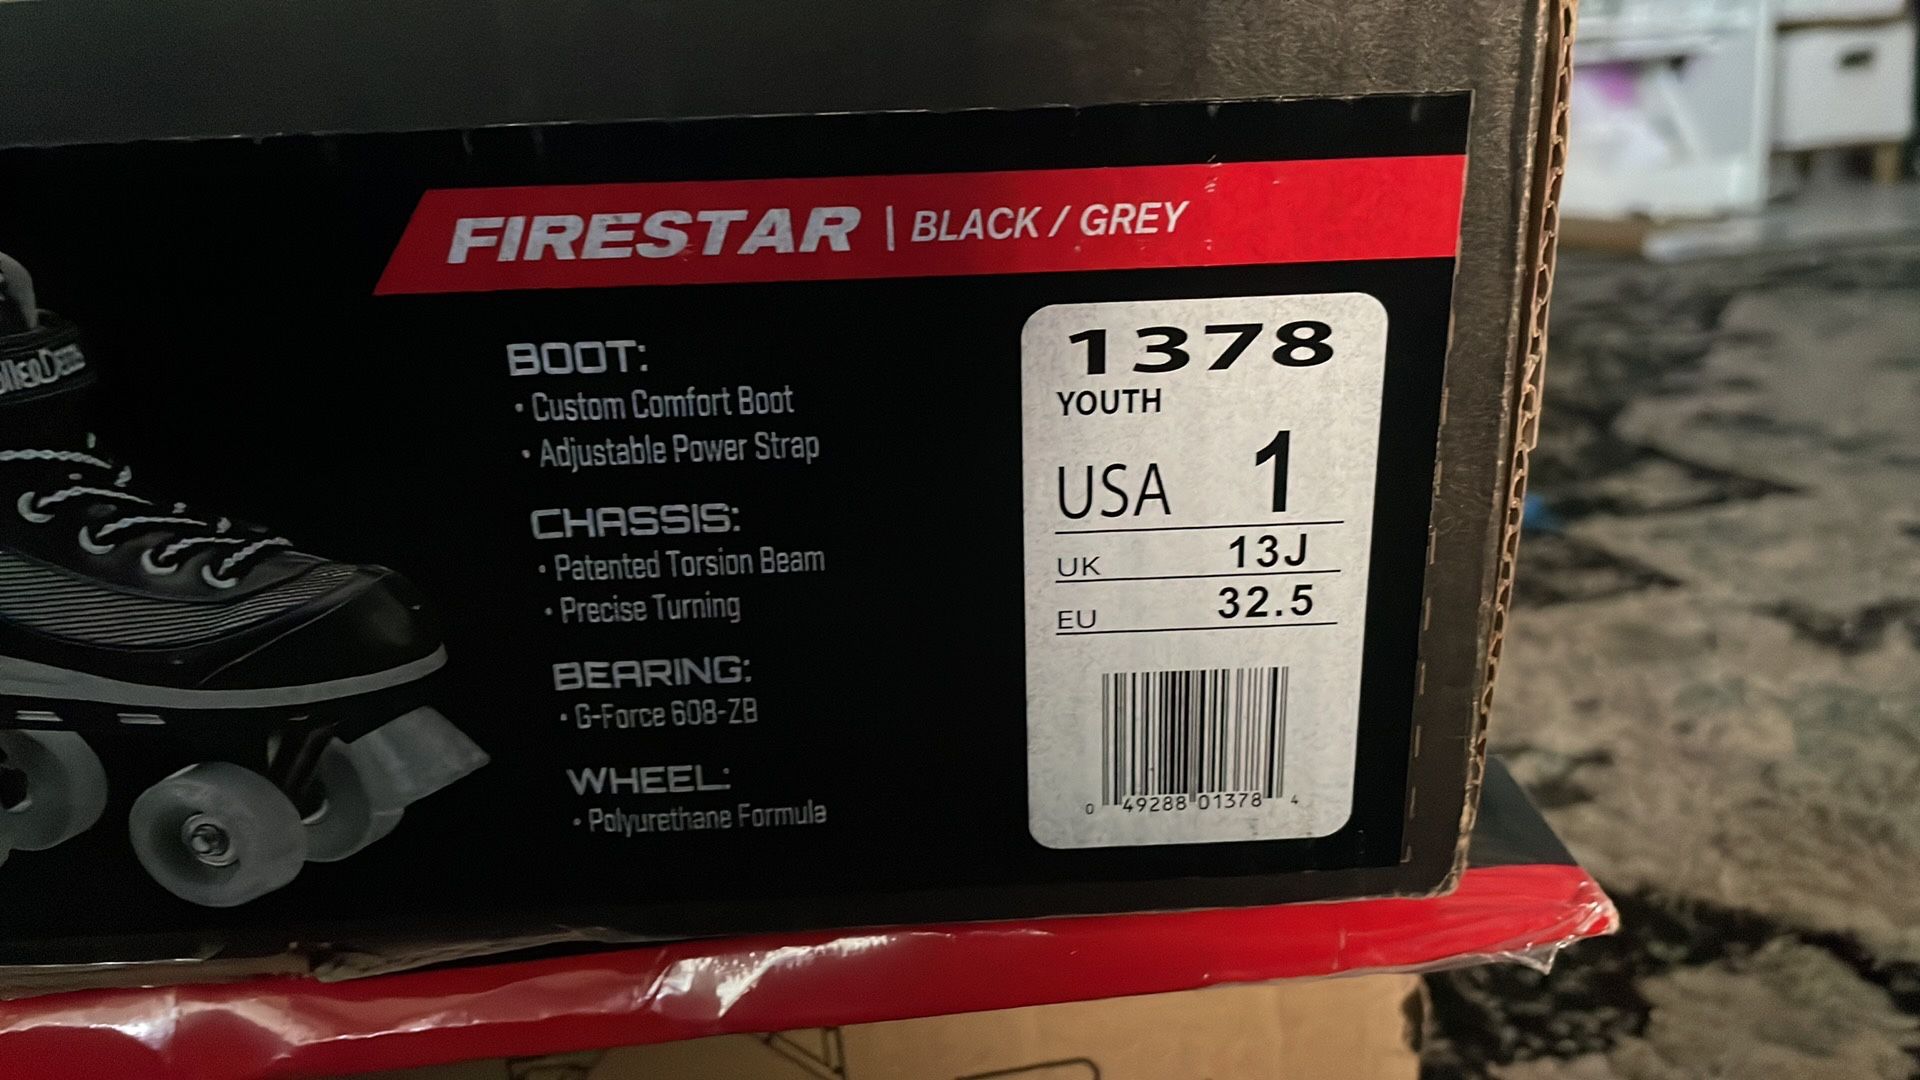 FIRESTAR | BLACK / GREY
BOOT:
• Custom Comfort Boot
• Adjustable Power Strap
CHASSIS:
• Patented Torsion Beam
• Precise Turning
BEARING:
• G-Force 608-ZB
WHEEL:
• Polyurethane Formula
1378
YOUTH
USA 1
UK 13J
EU 32.5
0 49288 01378 4